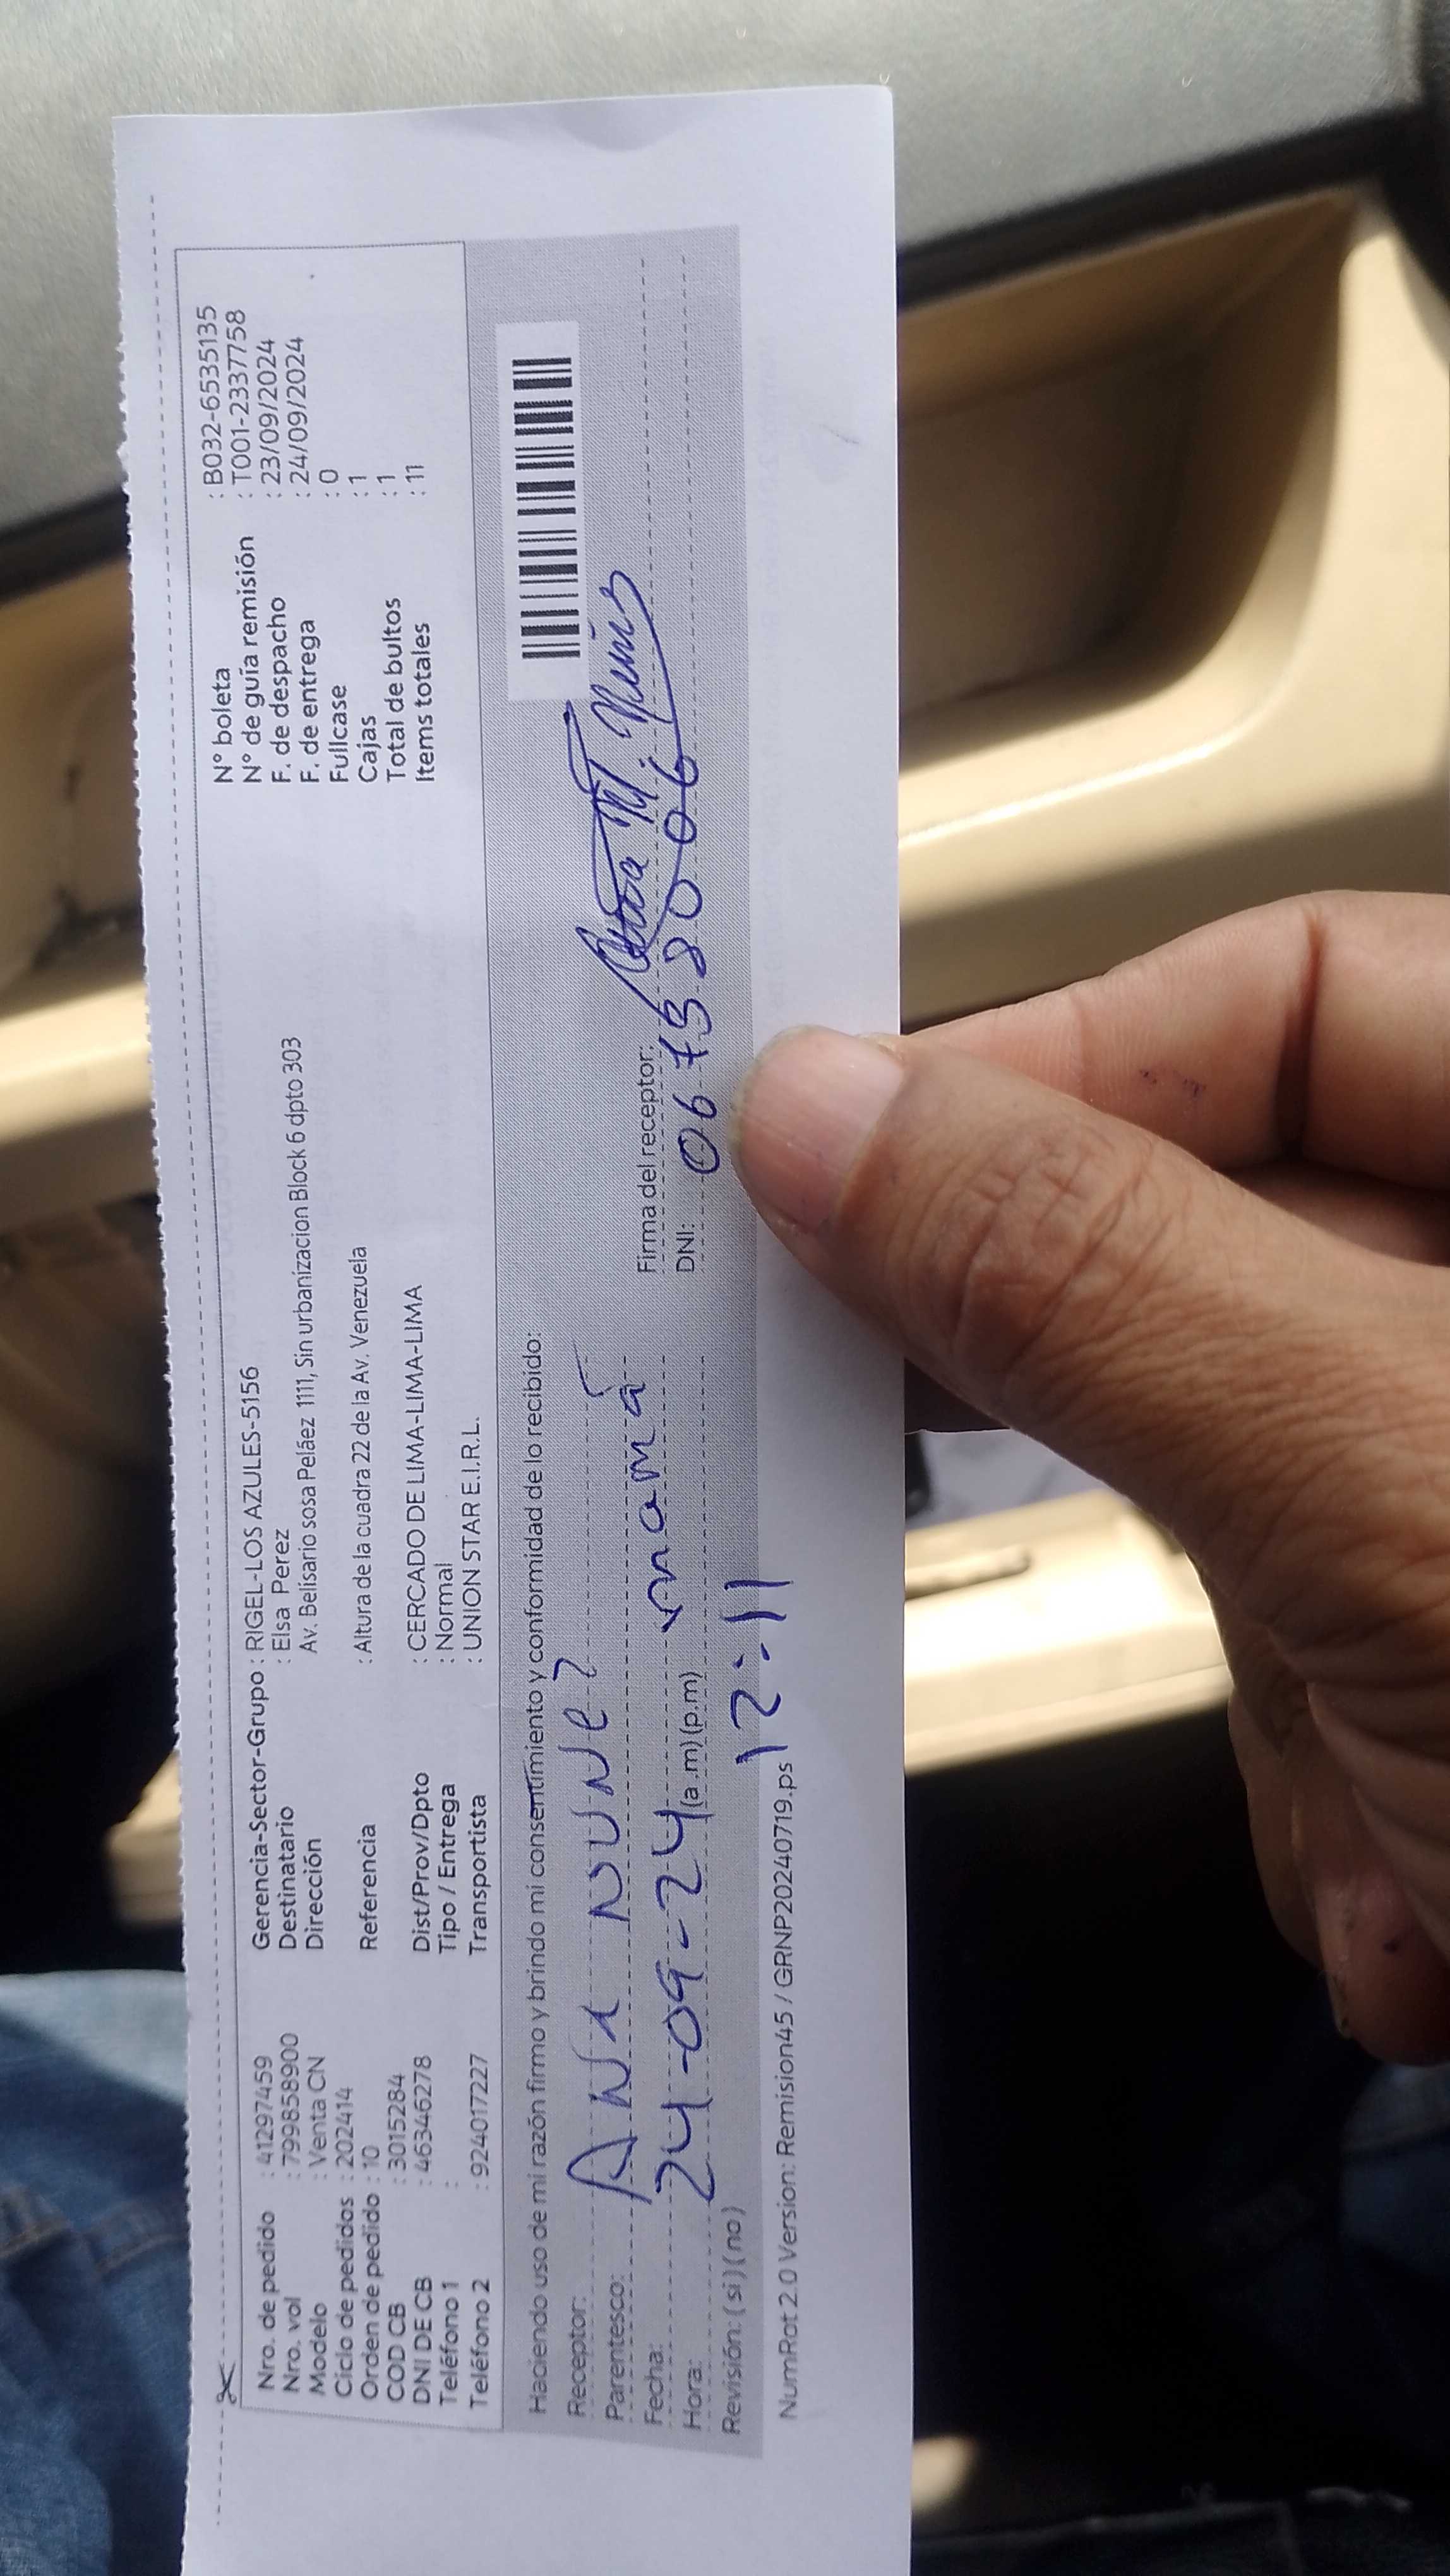 Nro. de pedido : 41297459
Nro. vol : 799858900
Modelo : Venta CN
Ciclo de pedidos : 202414
Orden de pedido : 10
COD CB : 3015284
DNI DE CB : 46346278
Teléfono 1 :
Teléfono 2 : 924017227
Gerencia-Sector-Grupo : RIGEL-LOS AZULES-5156
Destinatario : Elsa Perez
Dirección Av. Belisario sosa Peláez 1111, Sin urbanizacion Block 6 dpto 303
Referencia : Altura de la cuadra 22 de la Av. Venezuela
Dist/Prov/Dpto : CERCADO DE LIMA-LIMA-LIMA
Tipo / Entrega : Normal
Transportista : UNION STAR E.I.R.L.
N° boleta : B032-6535135
N° de guía remisión : T001-2337758
F. de despacho : 23/09/2024
F. de entrega : 24/09/2024
Fullcase : 0
Cajas : 1
Total de bultos : 1
Items totales : 11
Haciendo uso de mi razón firmo y brindo mi consentimiento y conformidad de lo recibido:
Receptor: ANA NUNEZ
Parentesco: mamá
Fecha: 24-09-24
Hora: (a.m) (p.m) 12:11
Revisión: ( si ) ( no )
Firma del receptor:
DNI: 06758006
NumRot 2.0 Version: Remision45 / GRNP20240719.ps